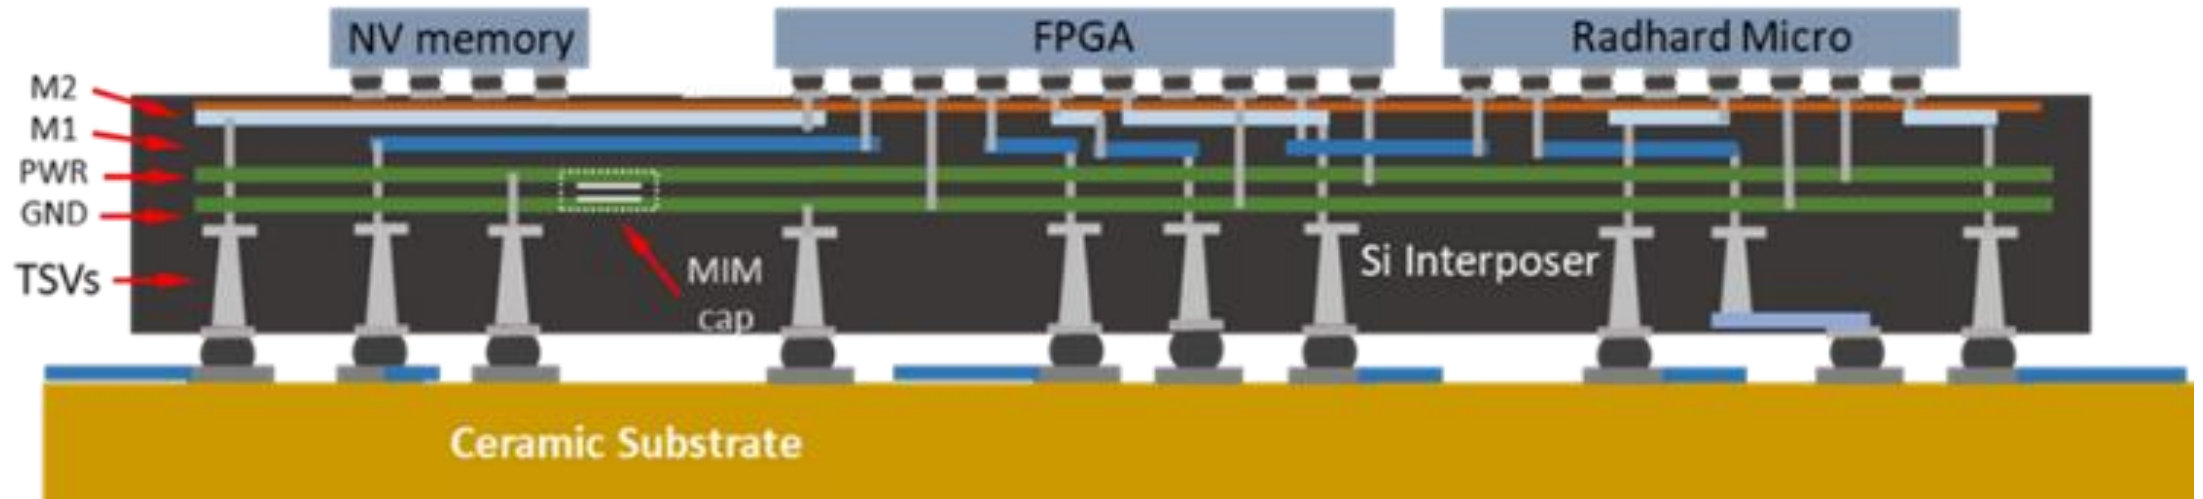 NV memory
FPGA
Radhard Micro
M2
M1
PWR
GND
TSVs
MIM
cap
Si Interposer
Ceramic Substrate